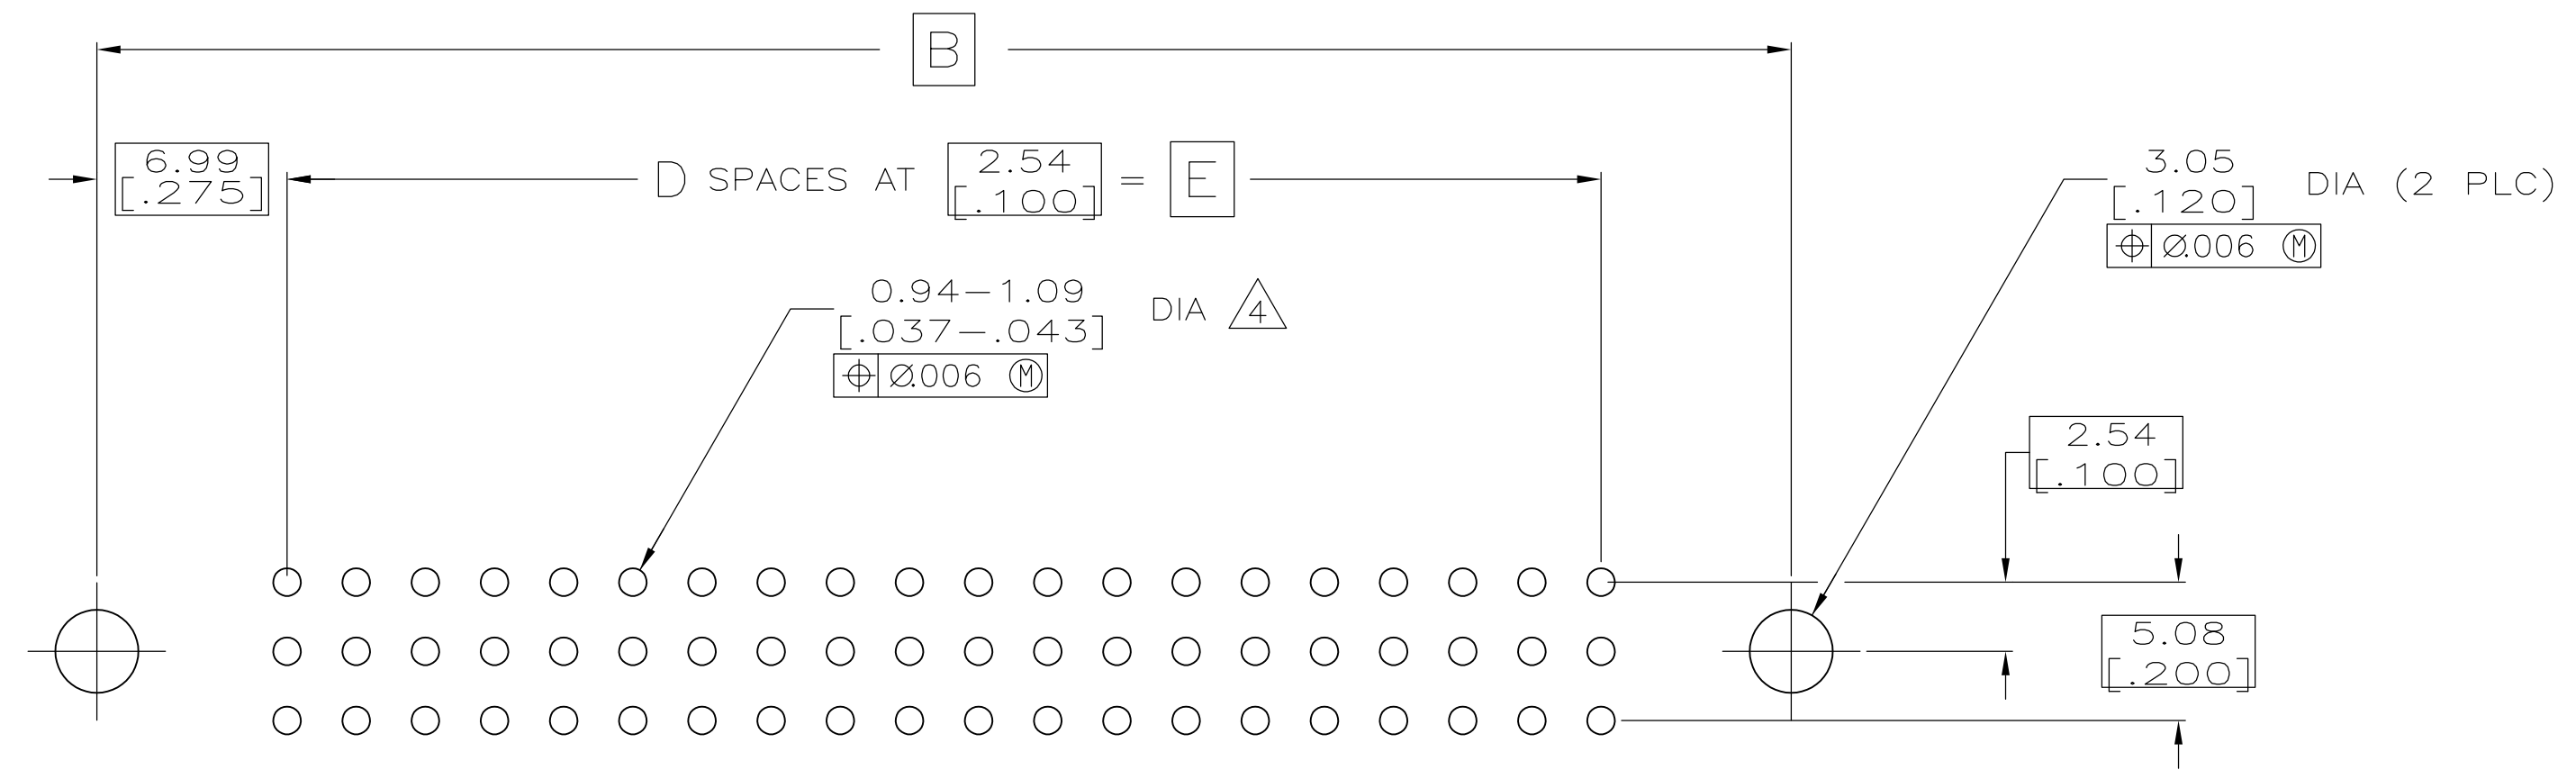 B
6.99
[.275]
D SPACES AT 2.54 [.100] = E
3.05
[.120] DIA (2 PLC)
⌖ Ø.006 Ⓜ
0.94-1.09
[.037-.043] DIA 4
⌖ Ø.006 Ⓜ
2.54
[.100]
5.08
[.200]